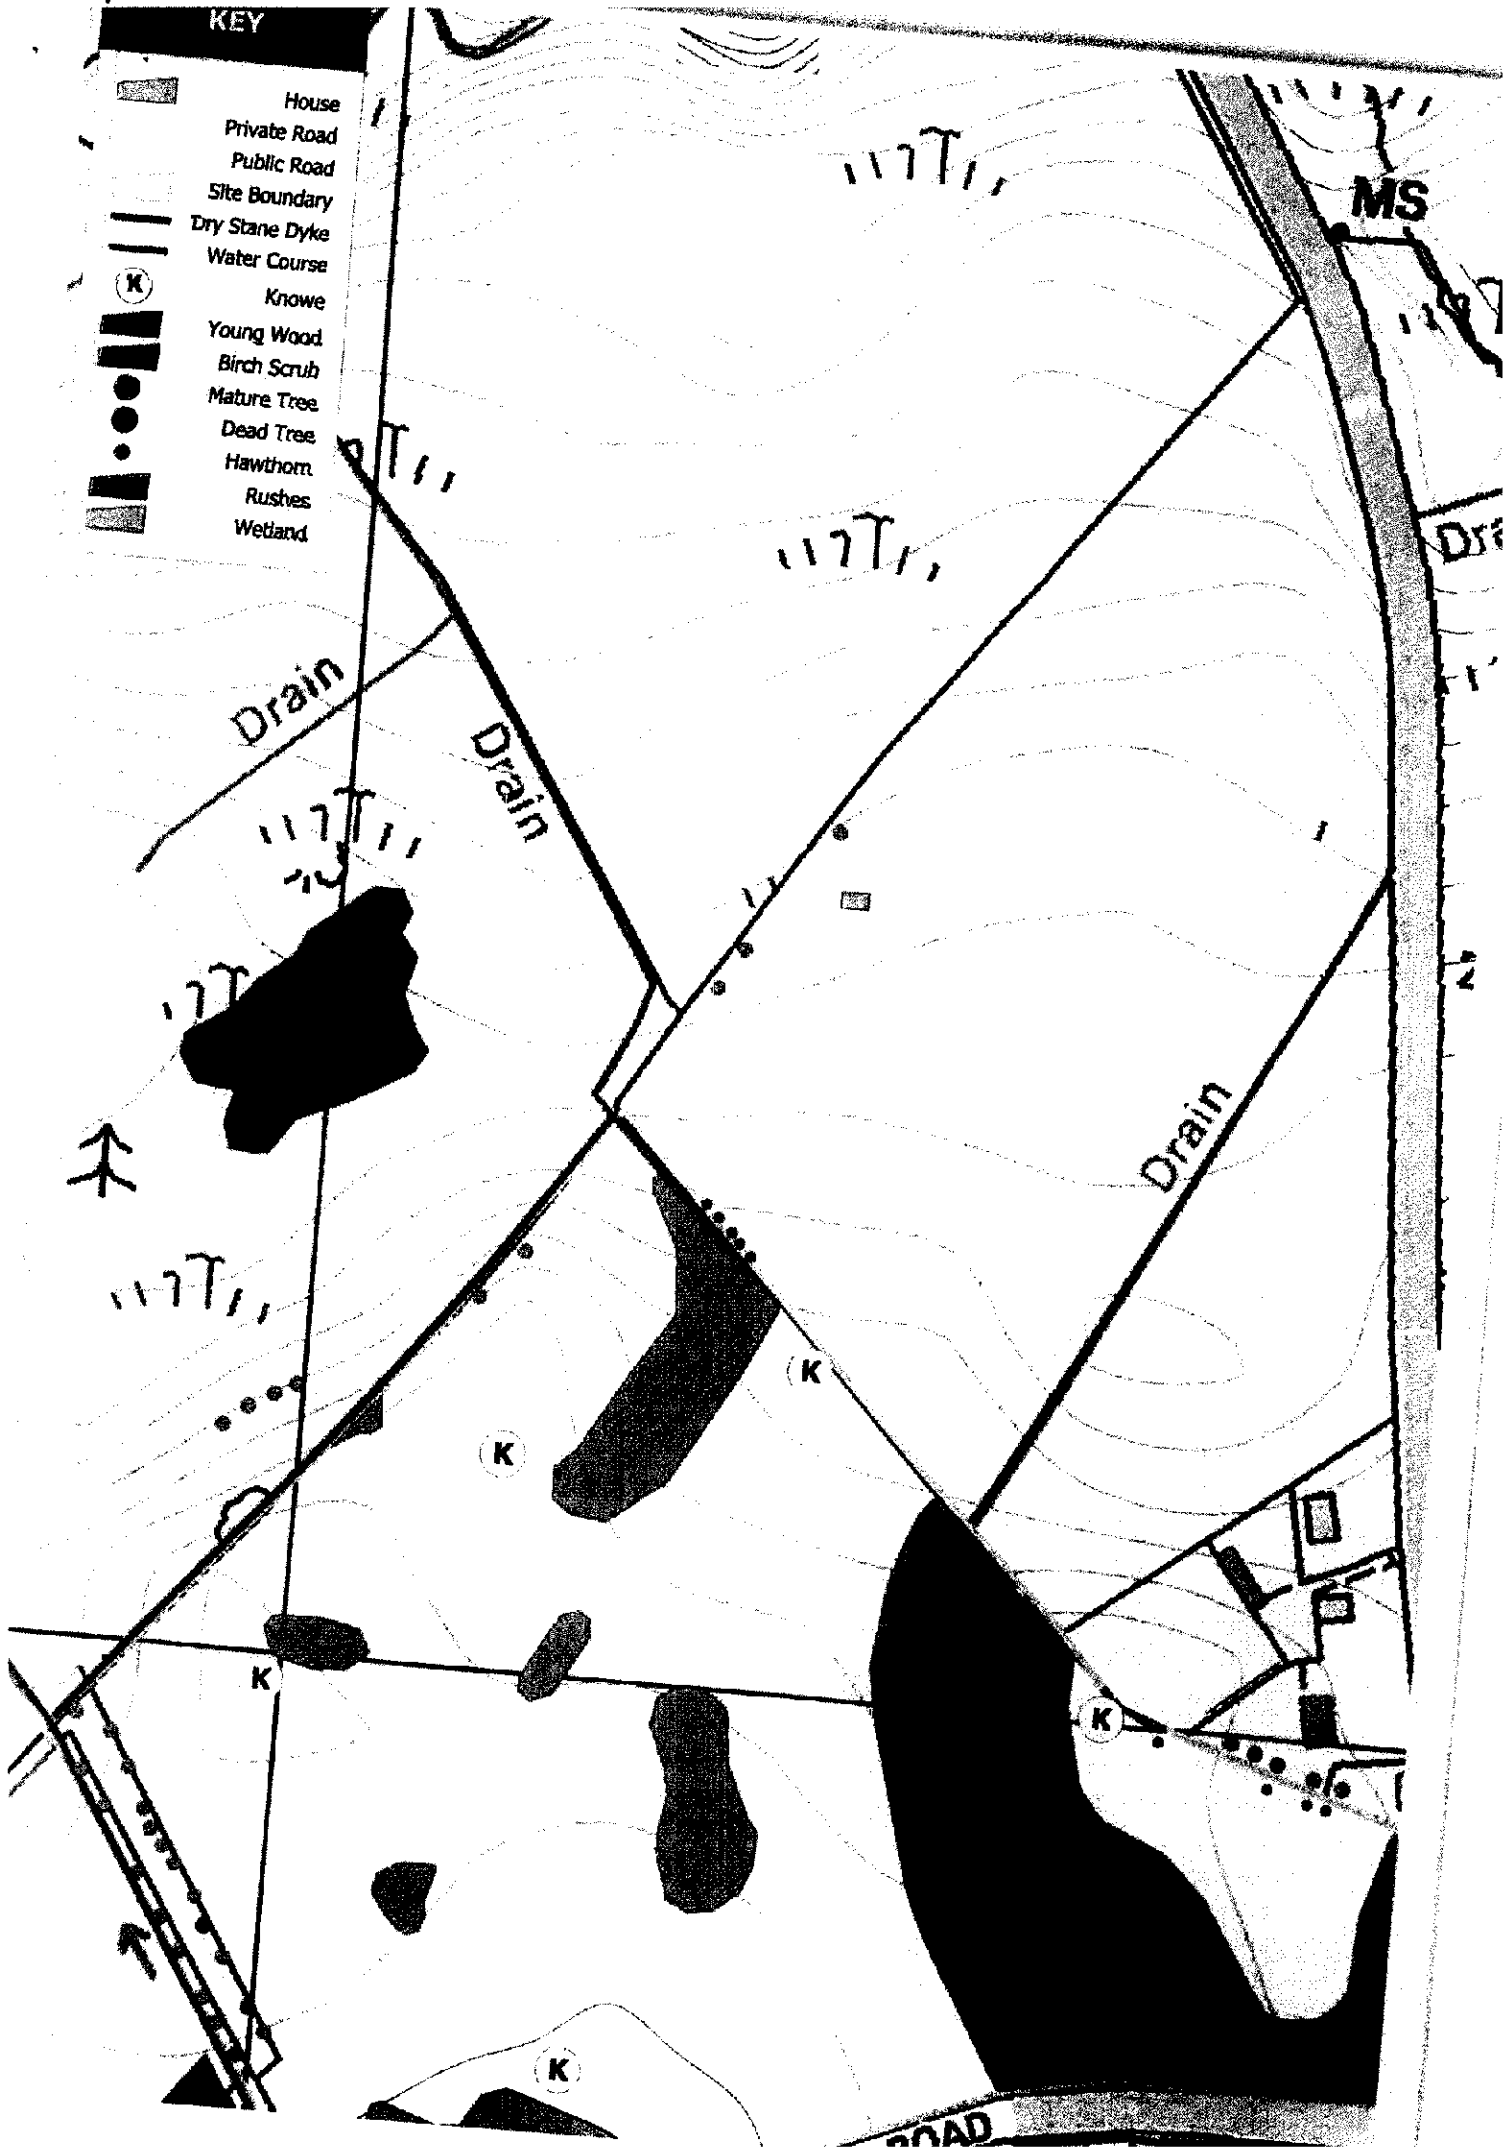 KEY
House
Private Road
Public Road
Site Boundary
Dry Stane Dyke
Water Course
K
Knowe
Young Wood
Birch Scrub
Mature Tree
Dead Tree
Hawthorn
Rushes
Wetland
MS
Drain
Drain
Drain
K
K
K
K
K
ROAD